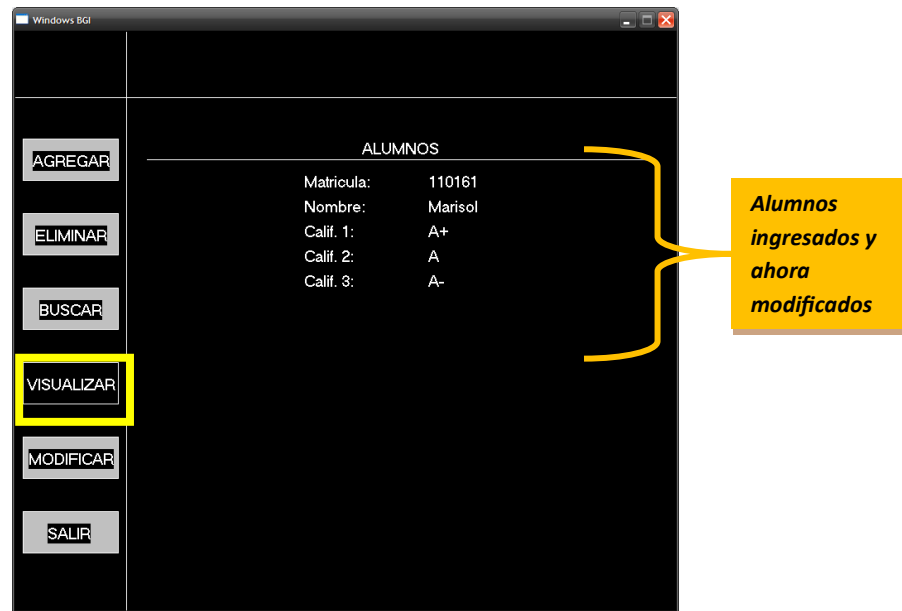 Windows BGI
ALUMNOS
Matricula: 110161
Nombre: Marisol
Calif. 1: A+
Calif. 2: A
Calif. 3: A-
AGREGAR
ELIMINAR
BUSCAR
VISUALIZAR
MODIFICAR
SALIR
Alumnos
ingresados y
ahora
modificados